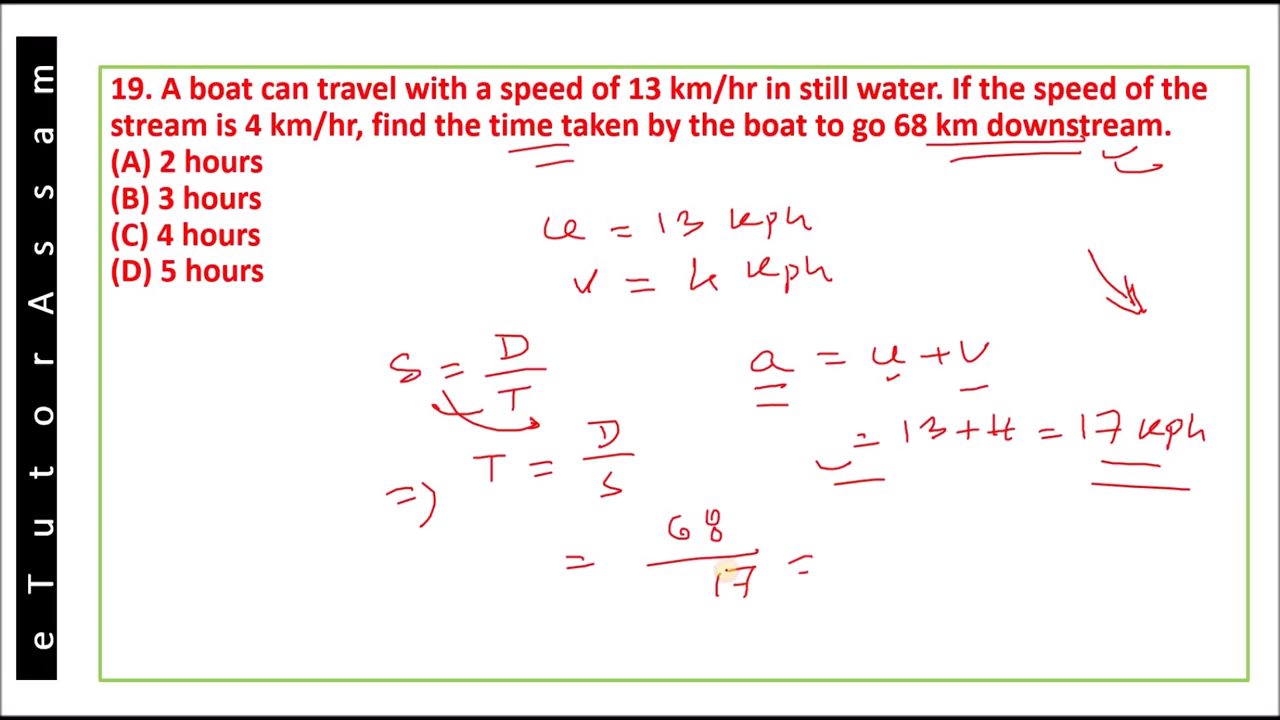 eTutorAssam
19. A boat can travel with a speed of 13 km/hr in still water. If the speed of the
stream is 4 km/hr, find the time taken by the boat to go 68 km downstream.
(A) 2 hours
(B) 3 hours
(C) 4 hours
(D) 5 hours
u = 13 kph
v = 4 kph
S = D/T
a = u + v
= 13 + 4 = 17 kph
=> T = D/S
= 68/17 =